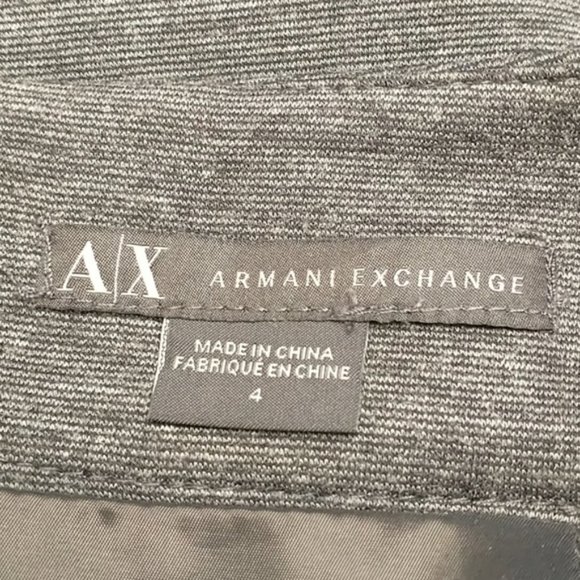 A|X ARMANI EXCHANGE
MADE IN CHINA
FABRIQUÉ EN CHINE
4